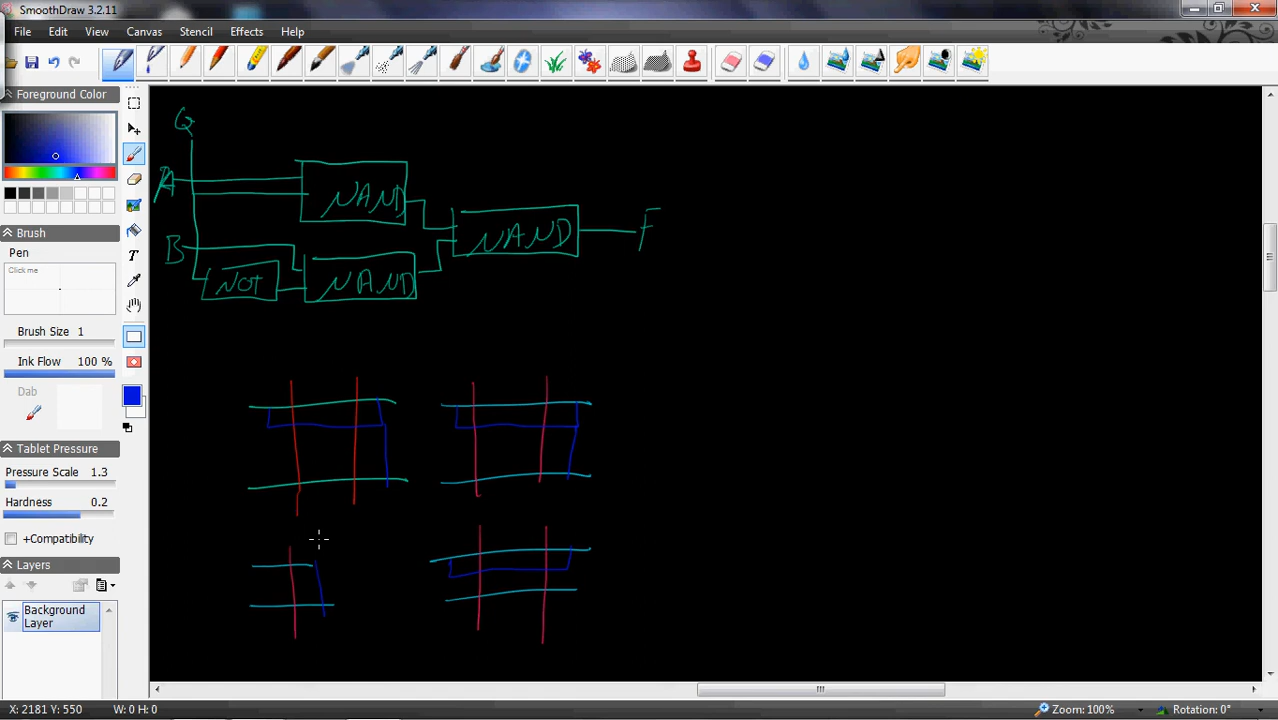 SmoothDraw 3.2.11
File Edit View Canvas Stencil Effects Help
Foreground Color
Brush
Pen
Click me
Brush Size 1
Ink Flow 100 %
Dab
Tablet Pressure
Pressure Scale 1.3
Hardness 0.2
+Compatibility
Layers
Background
Layer
A
NAND
B
NOT
NAND
NAND
F
X: 2181 Y: 550 W: 0 H: 0 Zoom: 100% Rotation: 0°